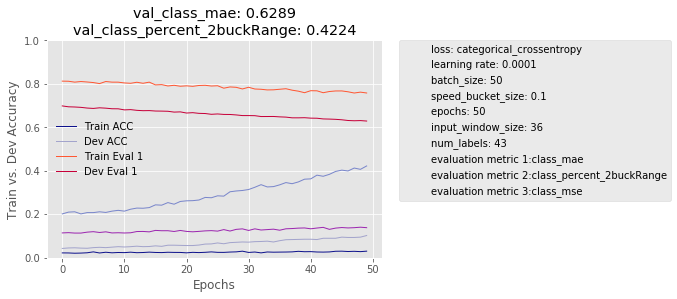 val_class_mae: 0.6289
val_class_percent_2buckRange: 0.4224
Train vs. Dev Accuracy
1.0
0.8
0.6
0.4
0.2
0.0
Train ACC
Dev ACC
Train Eval 1
Dev Eval 1
0 10 20 30 40 50
Epochs
loss: categorical_crossentropy
learning rate: 0.0001
batch_size: 50
speed_bucket_size: 0.1
epochs: 50
input_window_size: 36
num_labels: 43
evaluation metric 1:class_mae
evaluation metric 2:class_percent_2buckRange
evaluation metric 3:class_mse